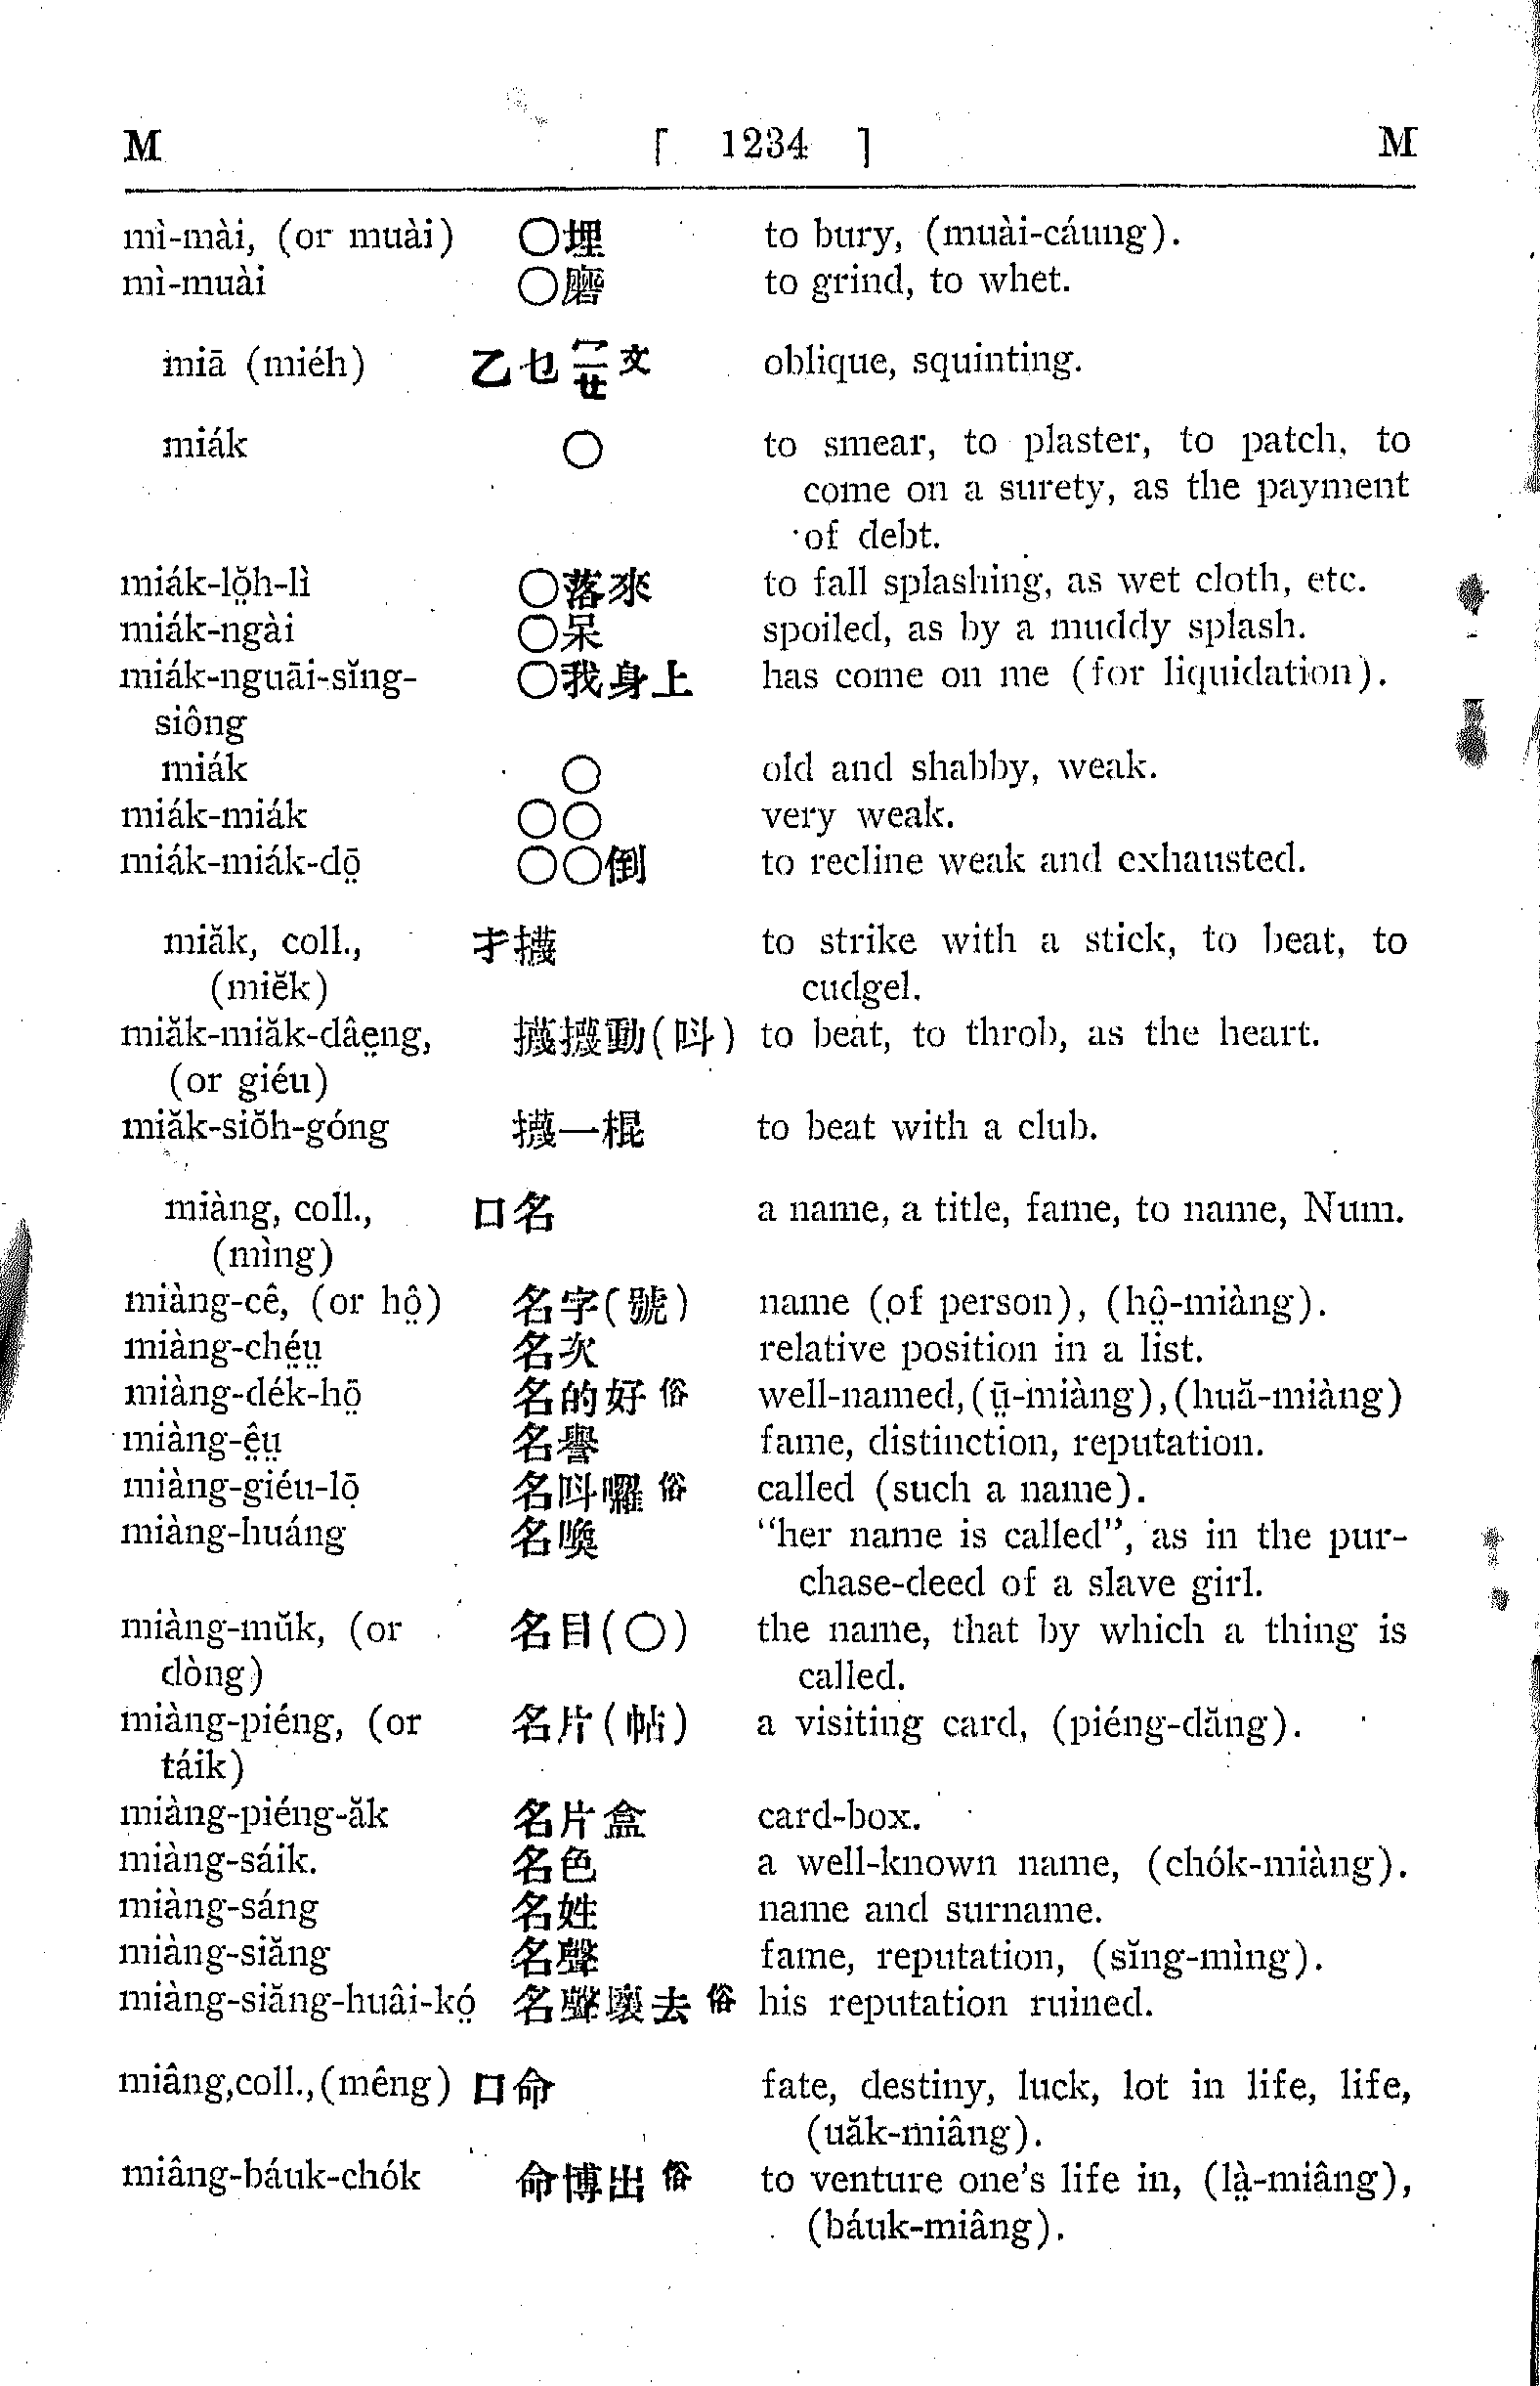 M [ 1234 ] M
mì-mài, (or muài) ○埋 to bury, (muài-cáung).
mì-muài ○磨 to grind, to whet.
miā (miéh) 乙乜 oblique, squinting.
miák ○ to smear, to plaster, to patch, to
come on a surety, as the payment
of debt.
miák-lŏ̤h-lì ○落來 to fall splashing, as wet cloth, etc.
miák-ngài ○呆 spoiled, as by a muddy splash.
miák-nguāi-sĭng- ○我身上 has come on me (for liquidation).
siông
miák ○ old and shabby, weak.
miák-miák ○○ very weak.
miák-miák-dō̤ ○○倒 to recline weak and exhausted.
miăk, coll., 才 to strike with a stick, to beat, to
(miĕk) cudgel.
miăk-miăk-dâe̤ng, 動(呌) to beat, to throb, as the heart.
(or giéu)
miăk-siŏh-góng 一棍 to beat with a club.
miàng, coll., 口名 a name, a title, fame, to name, Num.
(mìng)
miàng-cê, (or hô̤) 名字(號) name (of person), (hô̤-miàng).
miàng-ché̤ṳ 名次 relative position in a list.
miàng-dék-hō̤ 名的好俗 well-named, (ṳ̄-miàng), (huă-miàng)
miàng-ê̤ṳ 名譽 fame, distinction, reputation.
miàng-giéu-lō̤ 名呌囉俗 called (such a name).
miàng-huáng 名喚 "her name is called", as in the pur-
chase-deed of a slave girl.
miàng-mŭk, (or 名目(○) the name, that by which a thing is
dòng) called.
miàng-piéng, (or 名片(帖) a visiting card, (piéng-dăng).
táik)
miàng-piéng-ăk 名片盒 card-box.
miàng-sáik. 名色 a well-known name, (chók-miàng).
miàng-sáng 名姓 name and surname.
miàng-siăng 名聲 fame, reputation, (sĭng-mìng).
miàng-siăng-huâi-kó̤ 名聲壞去俗 his reputation ruined.
miâng,coll.,(mêng) 口命 fate, destiny, luck, lot in life, life,
(uăk-miâng).
miâng-báuk-chók 命博出俗 to venture one's life in, (là̤-miâng),
(báuk-miâng).